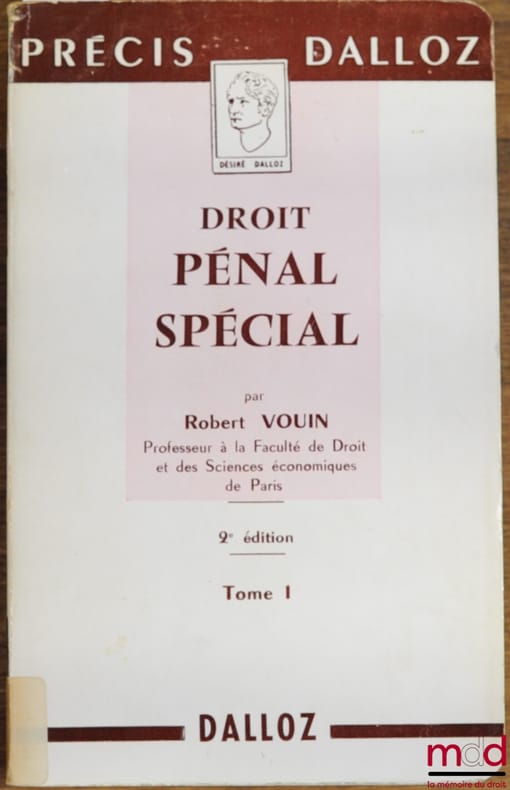 PRÉCIS DALLOZ
DÉSIRÉ DALLOZ
DROIT
PÉNAL
SPÉCIAL
par
Robert VOUIN
Professeur à la Faculté de Droit
et des Sciences économiques
de Paris
2e édition
Tome I
DALLOZ
mdd
la mémoire du droit